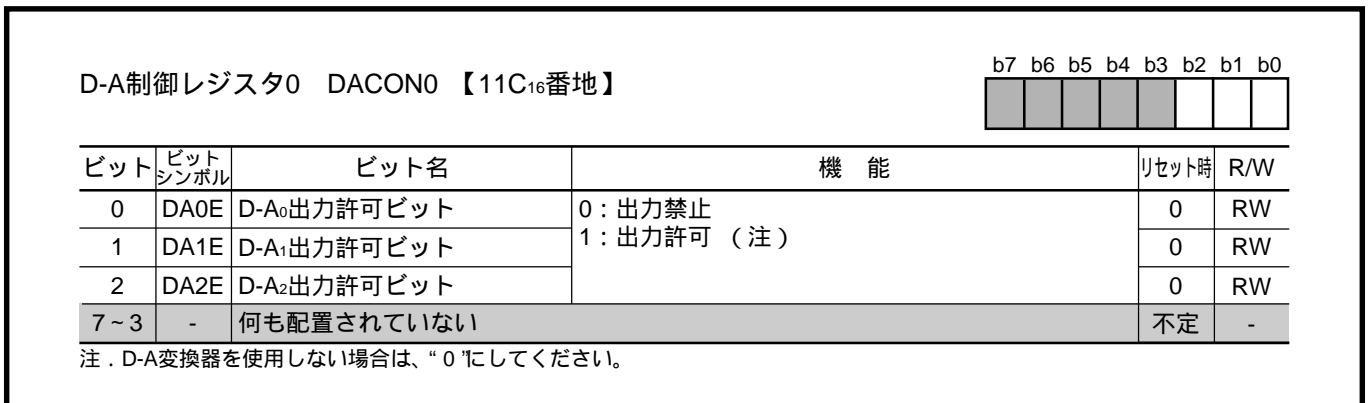 b7 b6 b5 b4 b3 b2 b1 b0
D-A制御レジスタ0 DACON0 【11C16番地】
ビット ビットシンボル ビット名 機 能 リセット時 R/W
0 DA0E D-A0出力許可ビット 0：出力禁止 0 RW
1 DA1E D-A1出力許可ビット 1：出力許可 （注） 0 RW
2 DA2E D-A2出力許可ビット 0 RW
7～3 - 何も配置されていない 不定 -
注．D-A変換器を使用しない場合は、“0”にしてください。